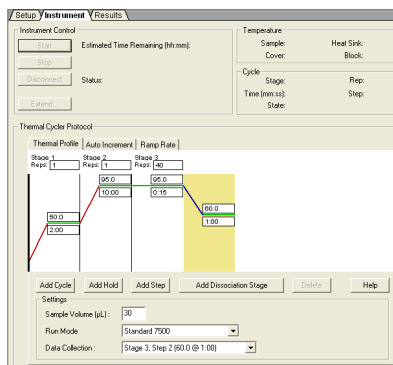 Setup Instrument Results
Instrument Control
Start
Estimated Time Remaining (hh:mm):
Stop
Disconnect
Status:
Extend...
Temperature
Sample:
Heat Sink:
Cover:
Block:
Cycle
Stage:
Rep:
Time (mm:ss):
Step:
State:
Thermal Cycler Protocol
Thermal Profile Auto Increment Ramp Rate
Stage 1 Stage 2 Stage 3
Reps: 1 Reps: 1 Reps: 40
95.0 95.0
10:00 0:15
60.0
1:00
50.0
2:00
Add Cycle Add Hold Add Step Add Dissociation Stage Delete Help
Settings
Sample Volume (µL) : 30
Run Mode Standard 7500
Data Collection : Stage 3, Step 2 (60.0 @ 1:00)